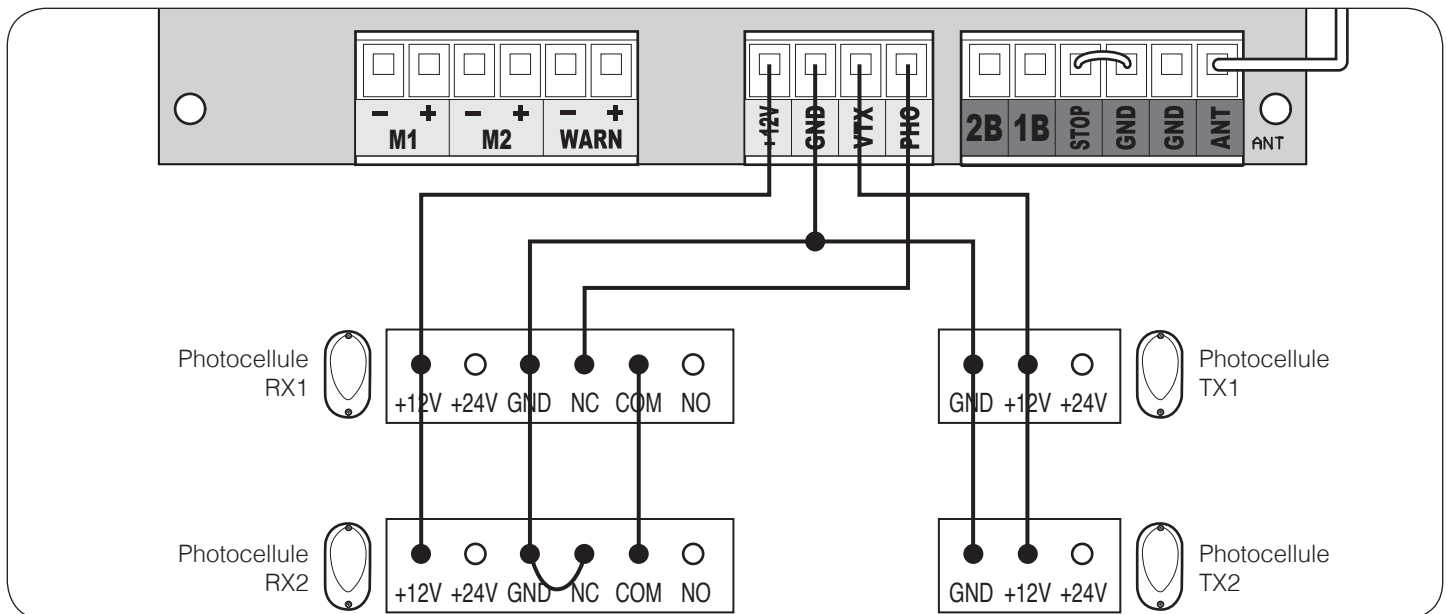 - + - + - +
M1 M2 WARN
+12V GND VTX PHO
2B 1B STOP GND GND ANT
ANT
Photocellule
RX1
+12V +24V GND NC COM NO
Photocellule
TX1
GND +12V +24V
Photocellule
RX2
+12V +24V GND NC COM NO
Photocellule
TX2
GND +12V +24V